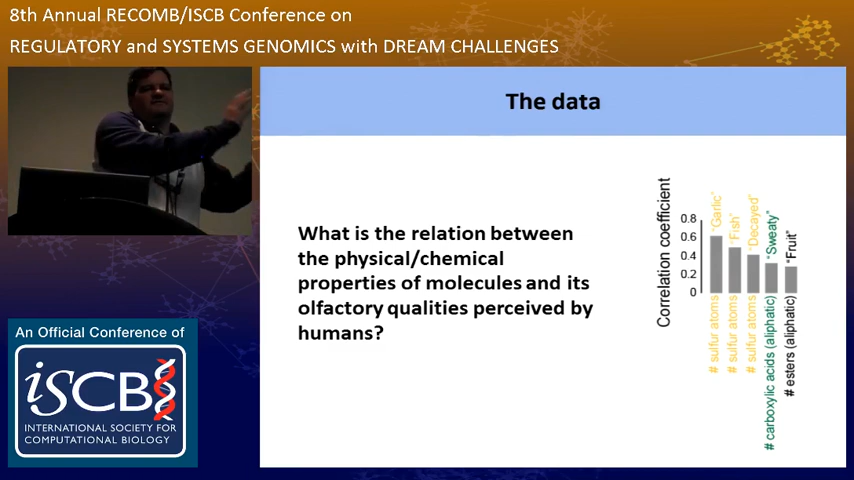 8th Annual RECOMB/ISCB Conference on
REGULATORY and SYSTEMS GENOMICS with DREAM CHALLENGES
The data
What is the relation between
the physical/chemical
properties of molecules and its
olfactory qualities perceived by
humans?
Correlation coefficient
0.8
0.6
0.4
0.2
0
"Garlic"
"Fish"
"Decayed"
"Sweaty"
"Fruit"
# sulfur atoms
# sulfur atoms
# sulfur atoms
# carboxylic acids (aliphatic)
# esters (aliphatic)
An Official Conference of
iSCB
INTERNATIONAL SOCIETY FOR
COMPUTATIONAL BIOLOGY